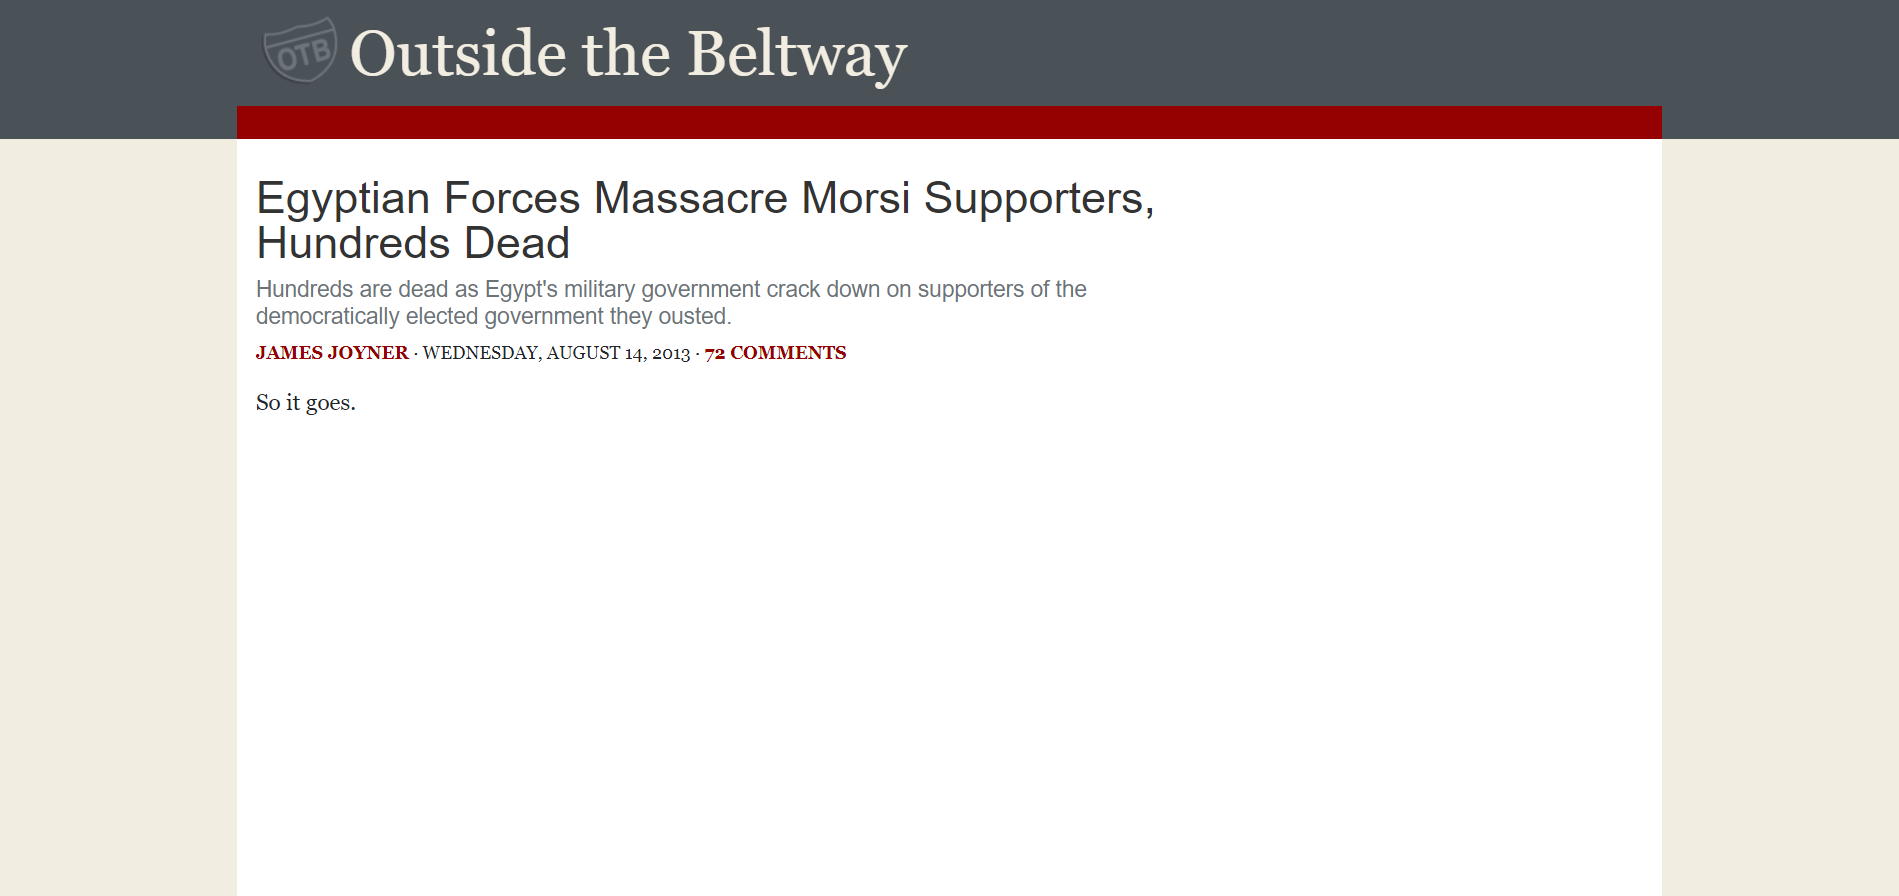 OTB
Outside the Beltway
Egyptian Forces Massacre Morsi Supporters,
Hundreds Dead
Hundreds are dead as Egypt's military government crack down on supporters of the
democratically elected government they ousted.
JAMES JOYNER · WEDNESDAY, AUGUST 14, 2013 · 72 COMMENTS
So it goes.